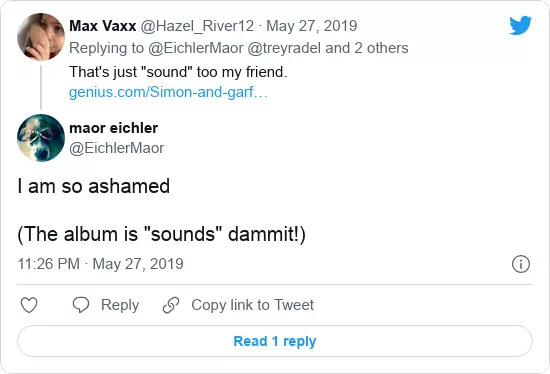 Max Vaxx @Hazel_River12 · May 27, 2019
Replying to @EichlerMaor @treyradel and 2 others
That's just "sound" too my friend.
genius.com/Simon-and-garf…
maor eichler
@EichlerMaor
I am so ashamed
(The album is "sounds" dammit!)
11:26 PM · May 27, 2019
Reply
Copy link to Tweet
Read 1 reply